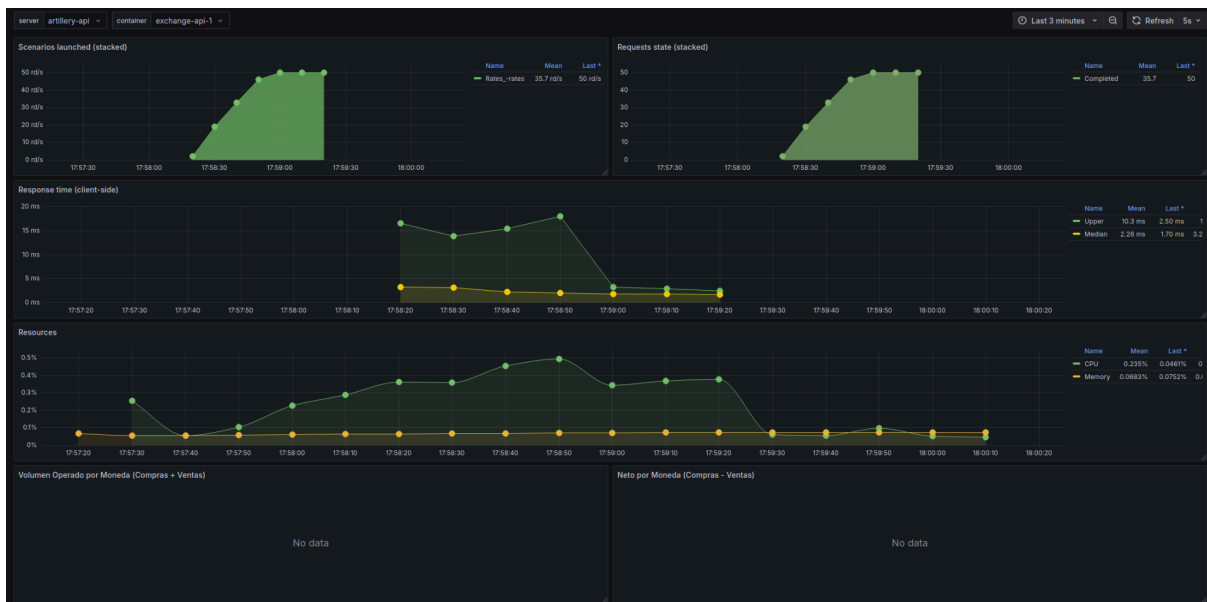 server artillery-api container exchange-api-1 Last 3 minutes Refresh 5s
Scenarios launched (stacked)
50 rd/s
40 rd/s
30 rd/s
20 rd/s
10 rd/s
0 rd/s
17:57:30 17:58:00 17:58:30 17:59:00 17:59:30 18:00:00
Name Mean Last *
Rates_-rates 35.7 rd/s 50 rd/s
Requests state (stacked)
50
40
30
20
10
0
17:57:30 17:58:00 17:58:30 17:59:00 17:59:30 18:00:00
Name Mean Last *
Completed 35.7 50
Response time (client-side)
20 ms
15 ms
10 ms
5 ms
0 ms
17:57:20 17:57:30 17:57:40 17:57:50 17:58:00 17:58:10 17:58:20 17:58:30 17:58:40 17:58:50 17:59:00 17:59:10 17:59:20 17:59:30 17:59:40 17:59:50 18:00:00 18:00:10 18:00:20
Name Mean Last *
Upper 10.3 ms 2.50 ms 1
Median 2.26 ms 1.70 ms 3.2
Resources
0.5%
0.4%
0.3%
0.2%
0.1%
0%
17:57:20 17:57:30 17:57:40 17:57:50 17:58:00 17:58:10 17:58:20 17:58:30 17:58:40 17:58:50 17:59:00 17:59:10 17:59:20 17:59:30 17:59:40 17:59:50 18:00:00 18:00:10 18:00:20
Name Mean Last *
CPU 0.235% 0.0461% 0
Memory 0.0683% 0.0752%
Volumen Operado por Moneda (Compras + Ventas)
No data
Neto por Moneda (Compras - Ventas)
No data